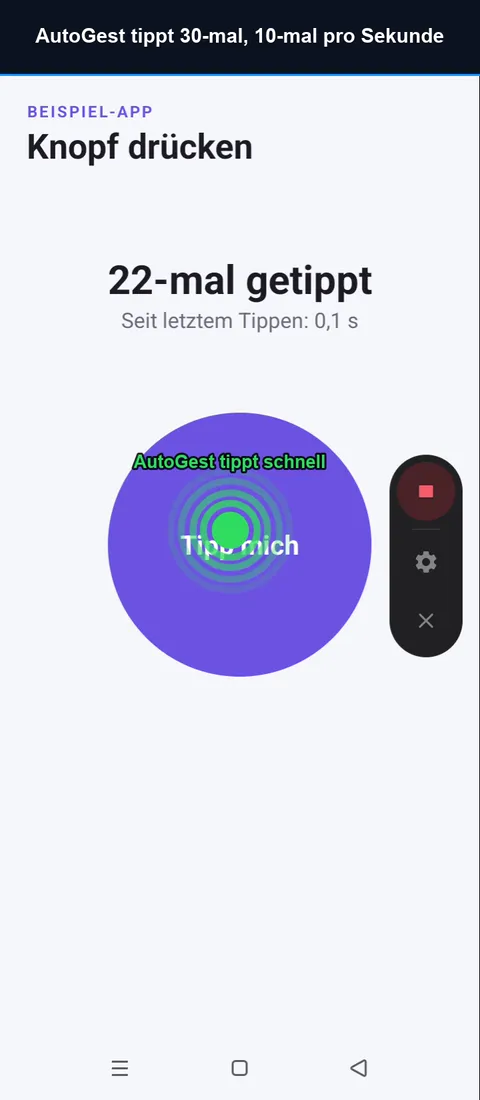 AutoGest tippt 30-mal, 10-mal pro Sekunde
BEISPIEL-APP
Knopf drücken
22-mal getippt
Seit letztem Tippen: 0,1 s
AutoGest tippt schnell
Tipp mich